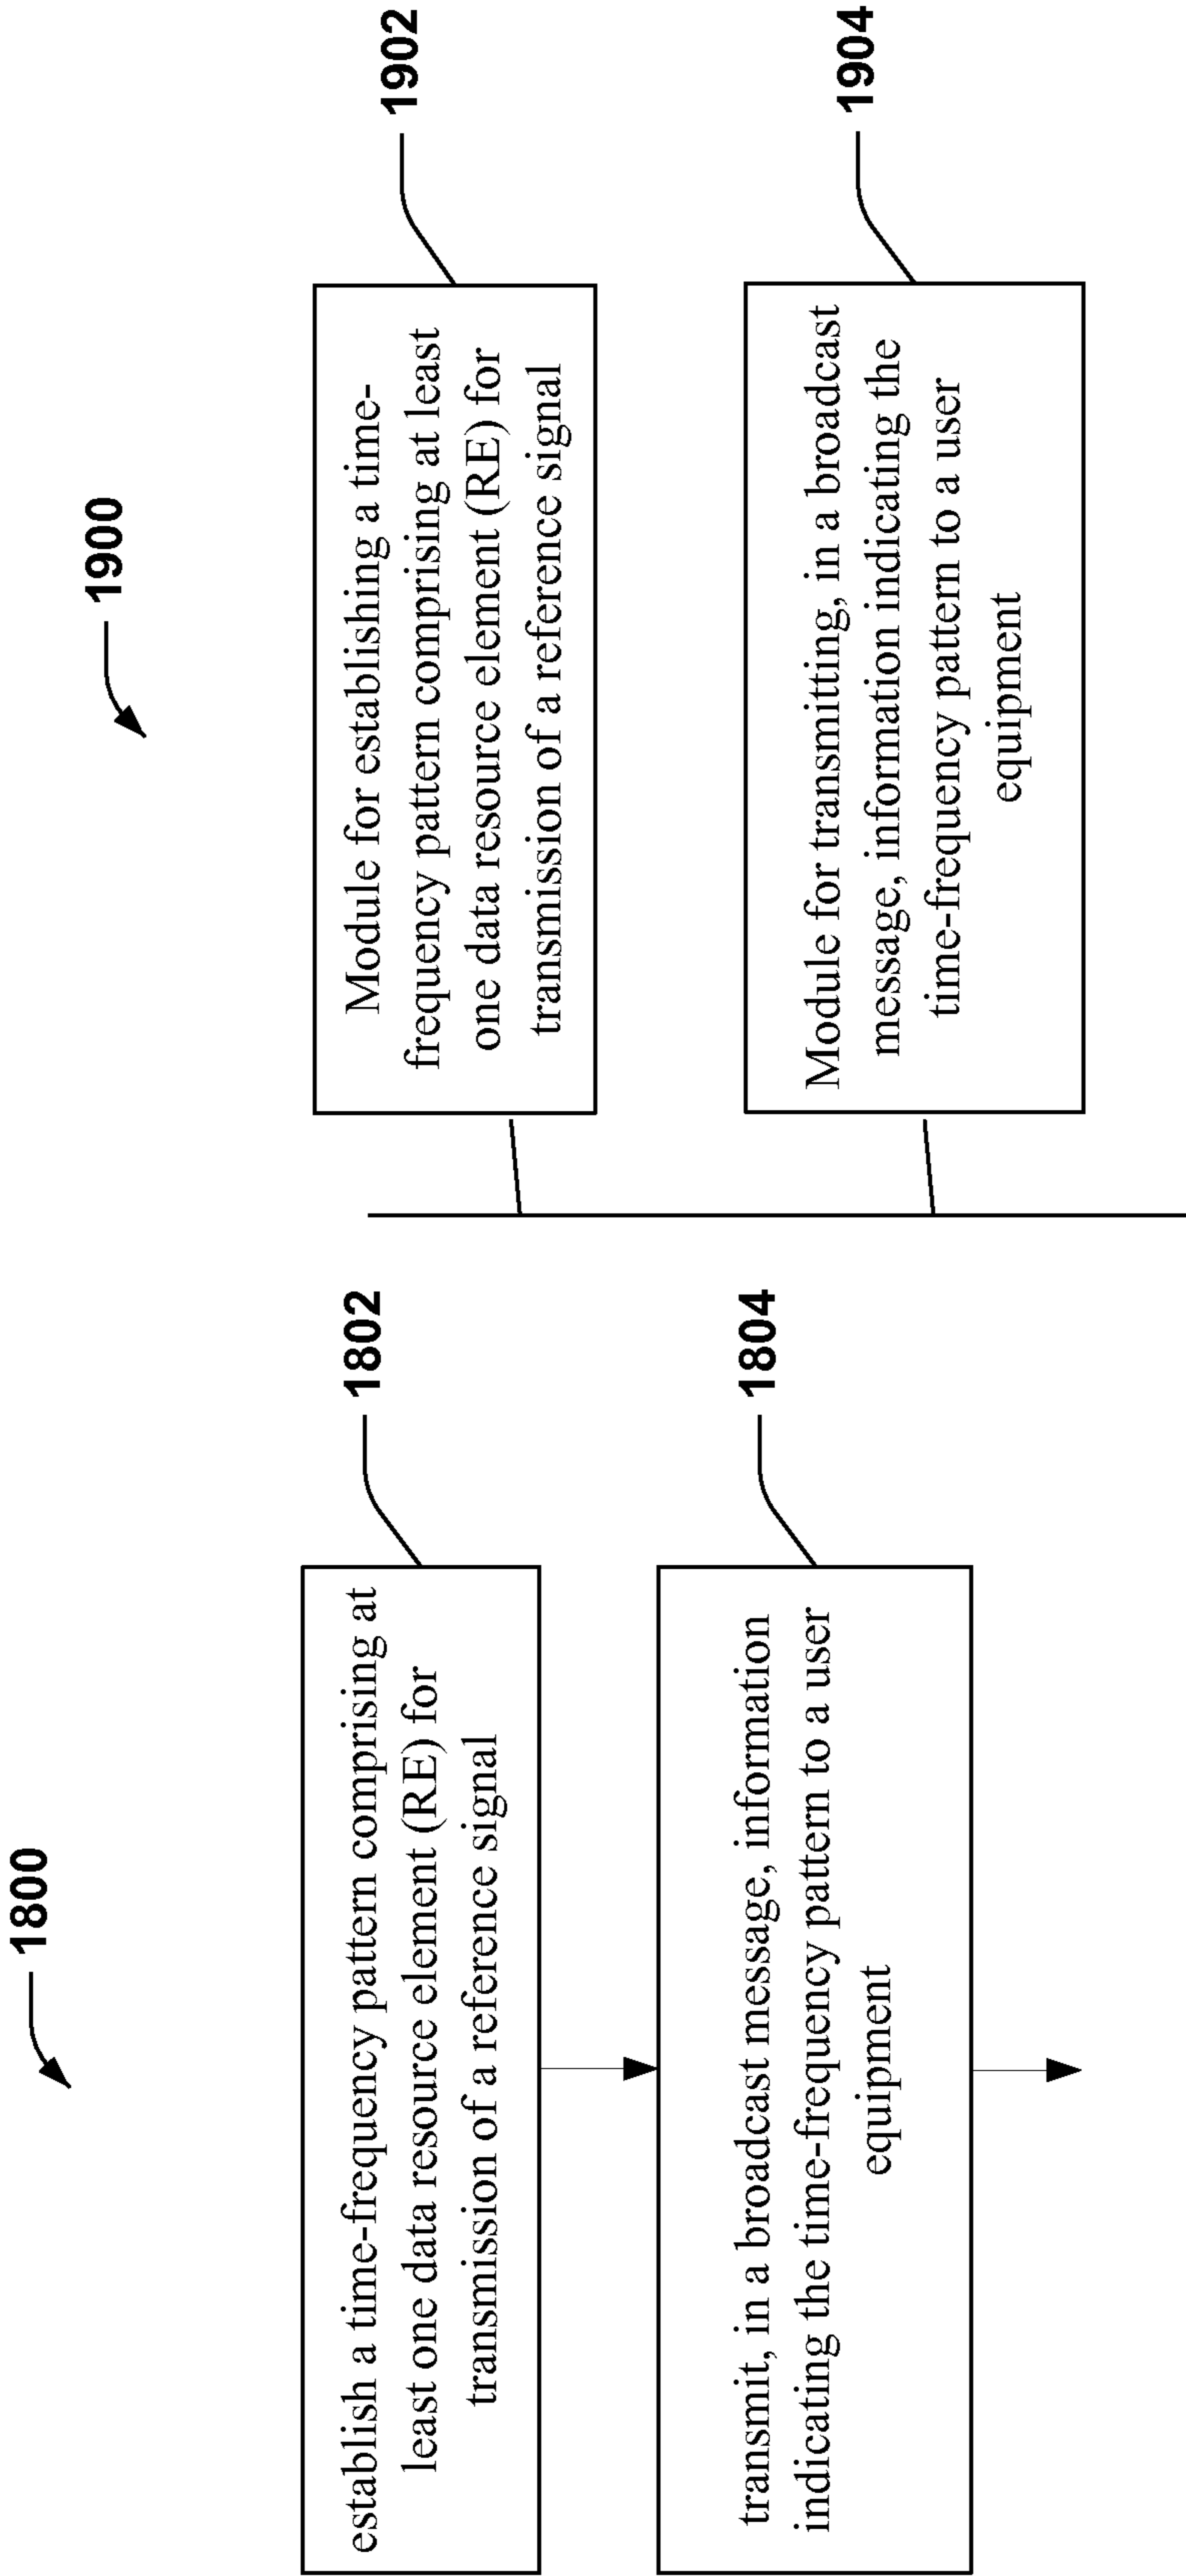 1800
establish a time-frequency pattern comprising at
least one data resource element (RE) for
transmission of a reference signal
1802
transmit, in a broadcast message, information
indicating the time-frequency pattern to a user
equipment
1804
1900
Module for establishing a time-
frequency pattern comprising at least
one data resource element (RE) for
transmission of a reference signal
1902
Module for transmitting, in a broadcast
message, information indicating the
time-frequency pattern to a user
equipment
1904